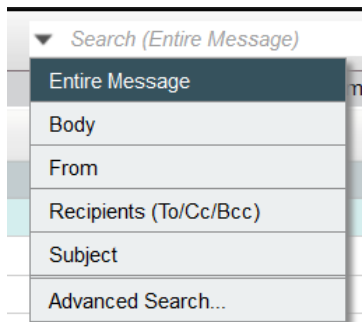 Search (Entire Message)
Entire Message
Body
From
Recipients (To/Cc/Bcc)
Subject
Advanced Search...